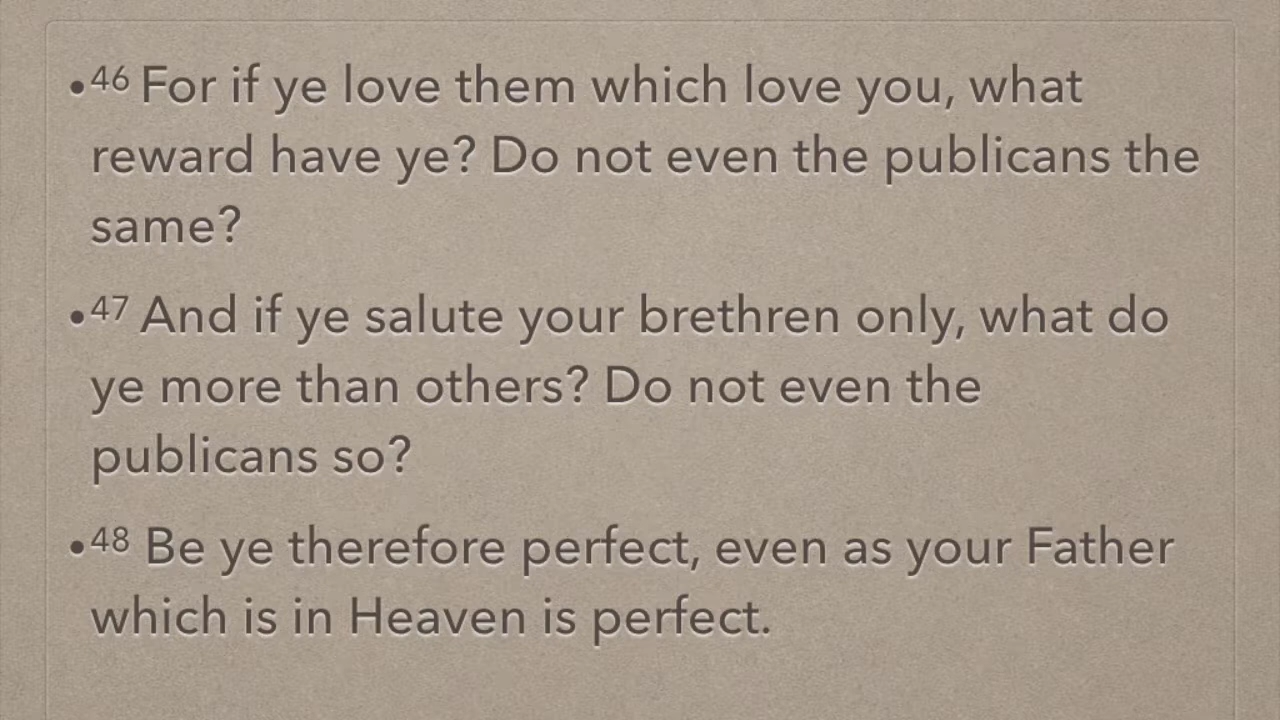 •46 For if ye love them which love you, what
reward have ye? Do not even the publicans the
same?
•47 And if ye salute your brethren only, what do
ye more than others? Do not even the
publicans so?
•48 Be ye therefore perfect, even as your Father
which is in Heaven is perfect.